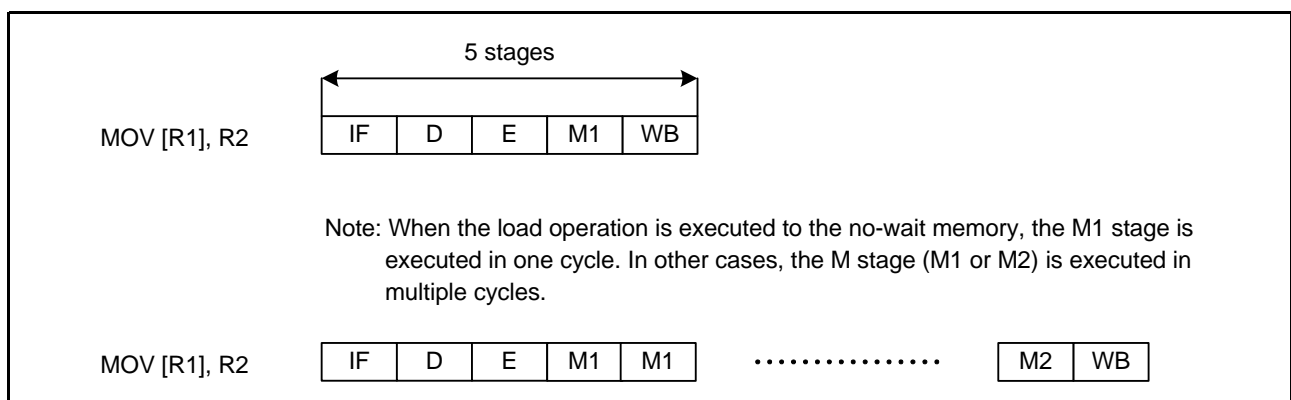 5 stages
MOV [R1], R2 IF D E M1 WB
Note: When the load operation is executed to the no-wait memory, the M1 stage is
executed in one cycle. In other cases, the M stage (M1 or M2) is executed in
multiple cycles.
MOV [R1], R2 IF D E M1 M1 ················ M2 WB